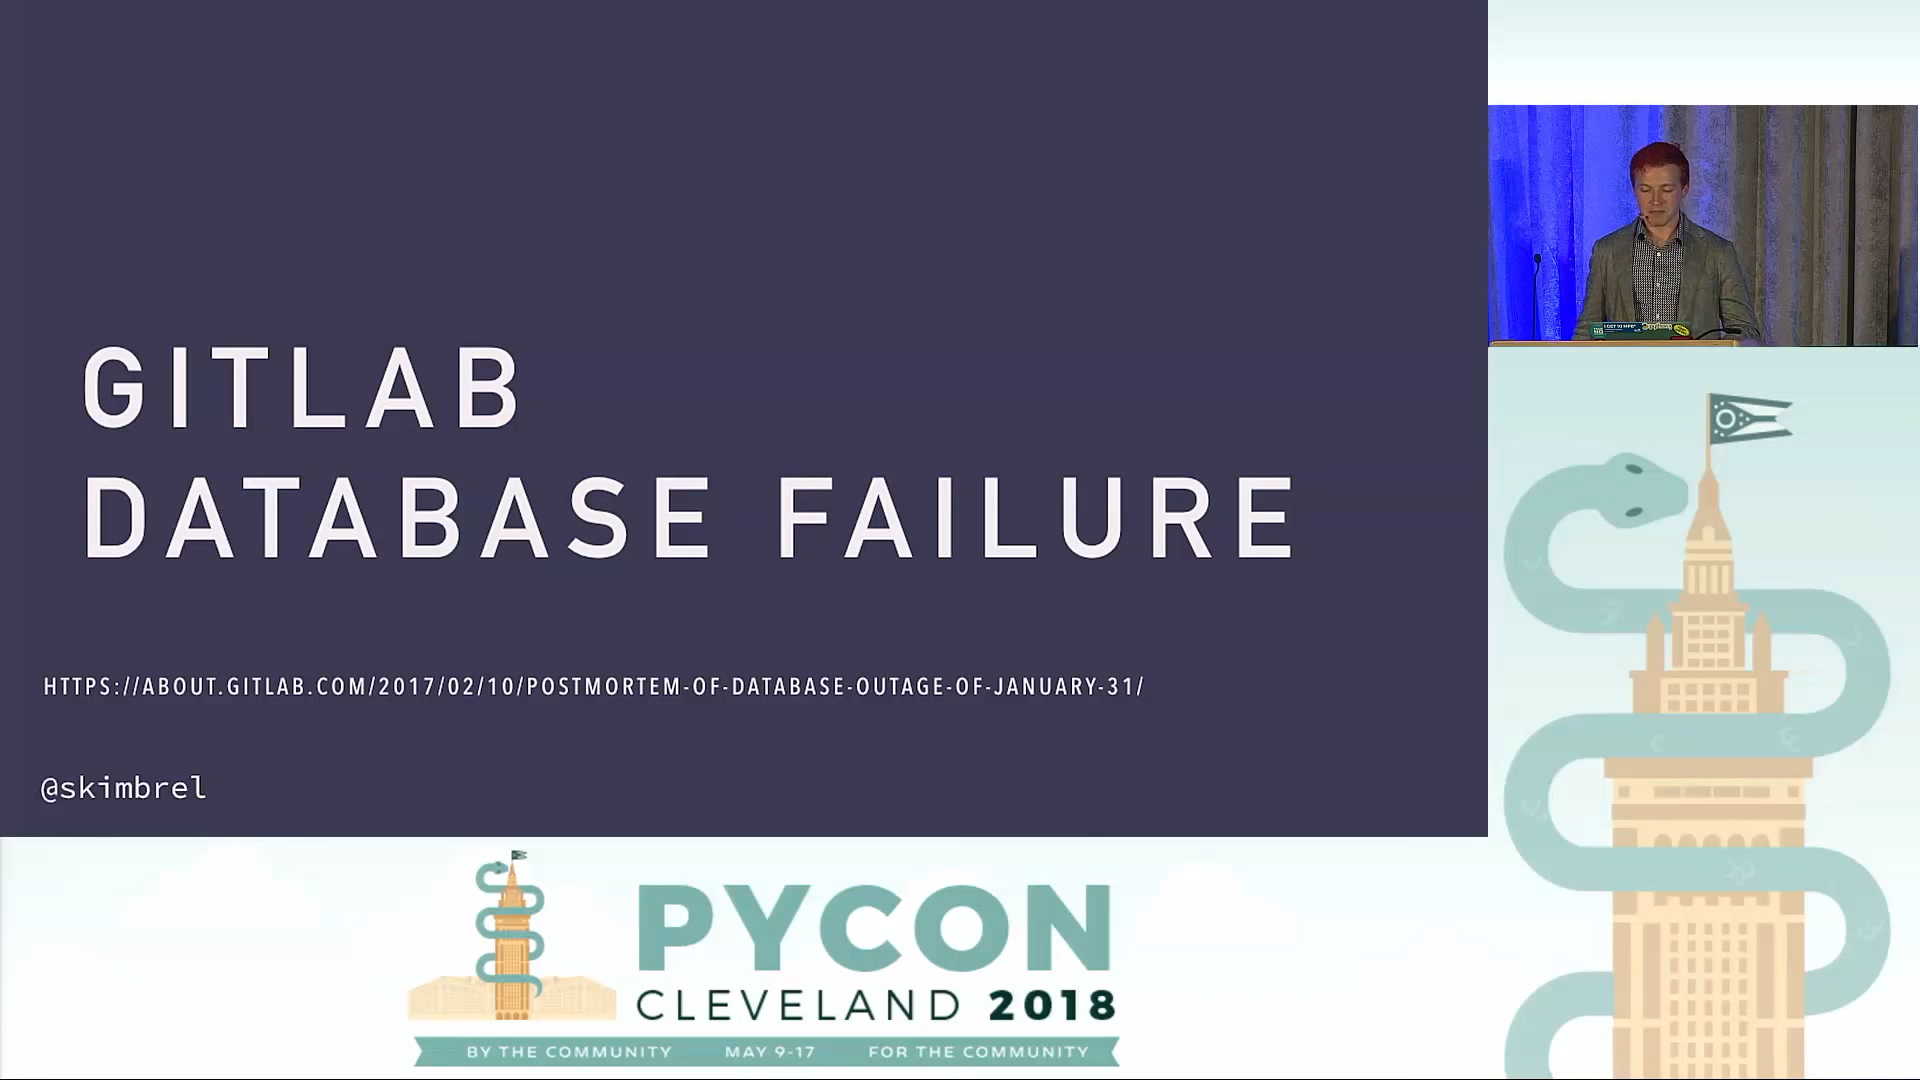 GITLAB
DATABASE FAILURE
HTTPS://ABOUT.GITLAB.COM/2017/02/10/POSTMORTEM-OF-DATABASE-OUTAGE-OF-JANUARY-31/
@skimbrel
PYCON
CLEVELAND 2018
BY THE COMMUNITY MAY 9-17 FOR THE COMMUNITY